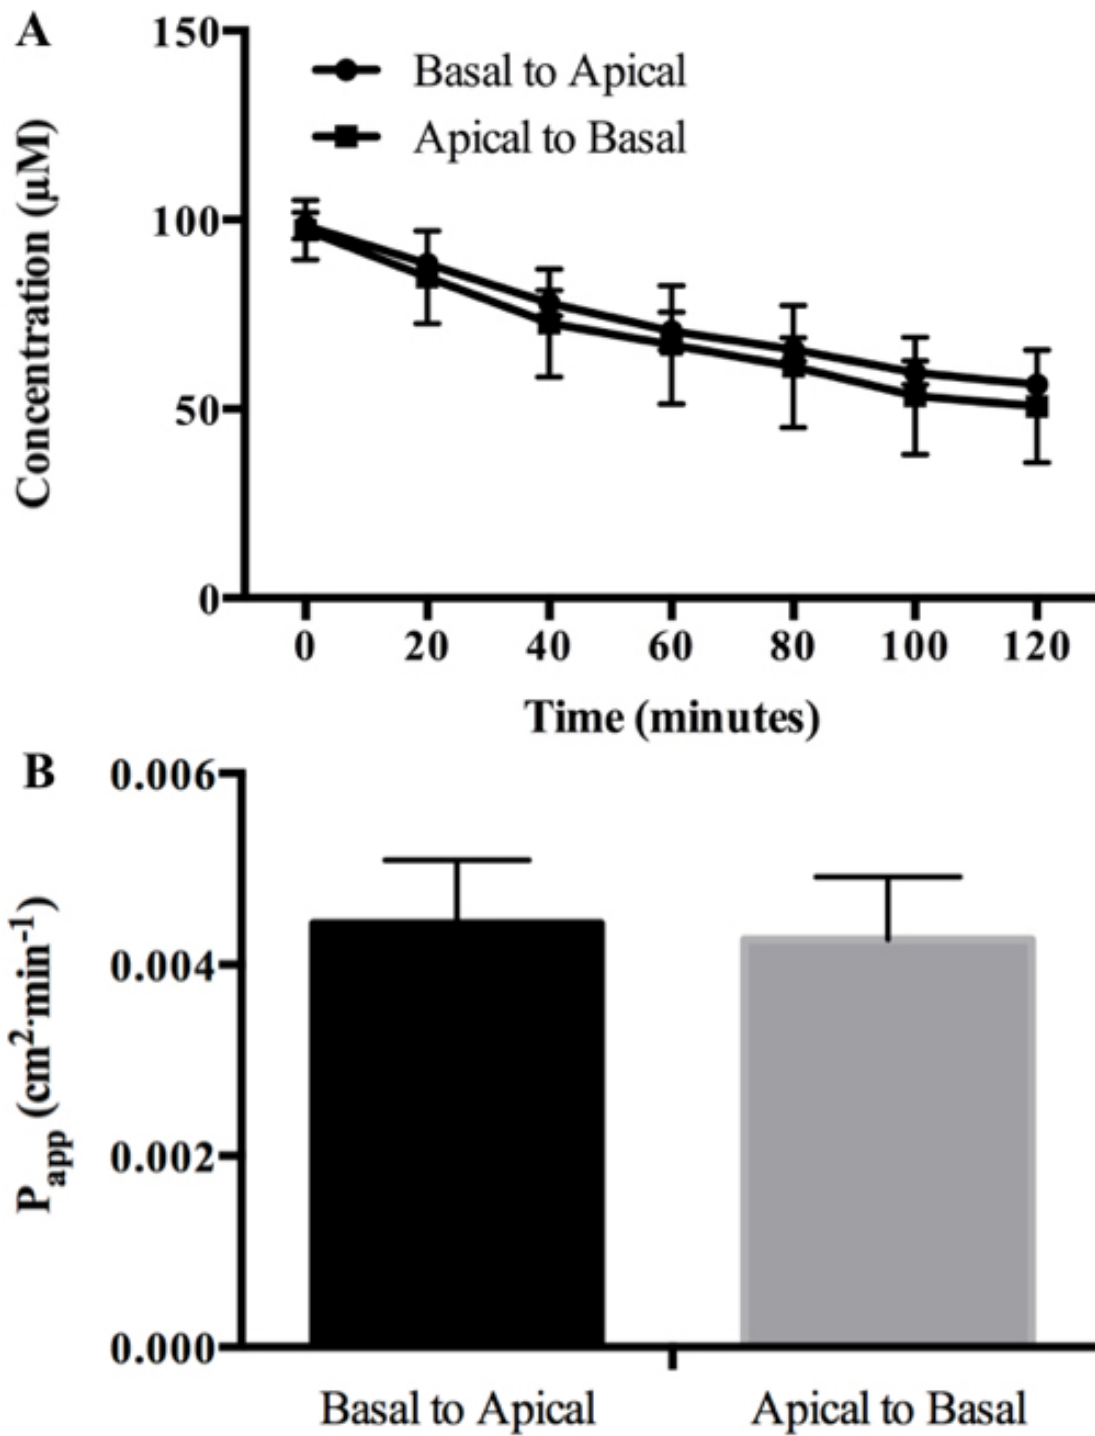 A
150
Basal to Apical
Apical to Basal
100
50
0
Concentration (µM)
0 20 40 60 80 100 120
Time (minutes)
B
0.006
0.004
0.002
0.000
Papp (cm²·min⁻¹)
Basal to Apical Apical to Basal